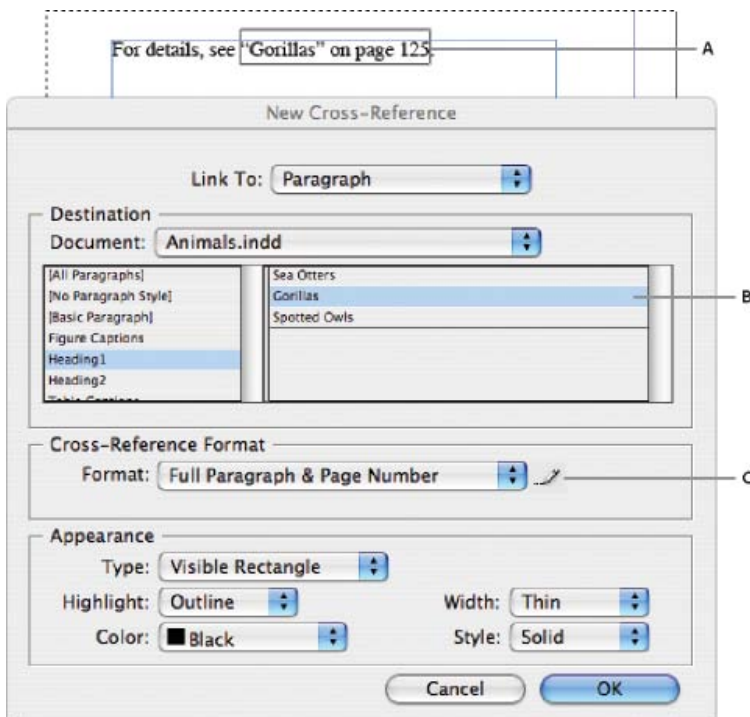 For details, see “Gorillas” on page 125.
A
New Cross-Reference
Link To: Paragraph
Destination
Document: Animals.indd
[All Paragraphs]
[No Paragraph Style]
[Basic Paragraph]
Figure Captions
Heading1
Heading2
Table Captions
Sea Otters
Gorillas
Spotted Owls
B
Cross-Reference Format
Format: Full Paragraph & Page Number
C
Appearance
Type: Visible Rectangle
Highlight: Outline Width: Thin
Color: Black Style: Solid
Cancel OK